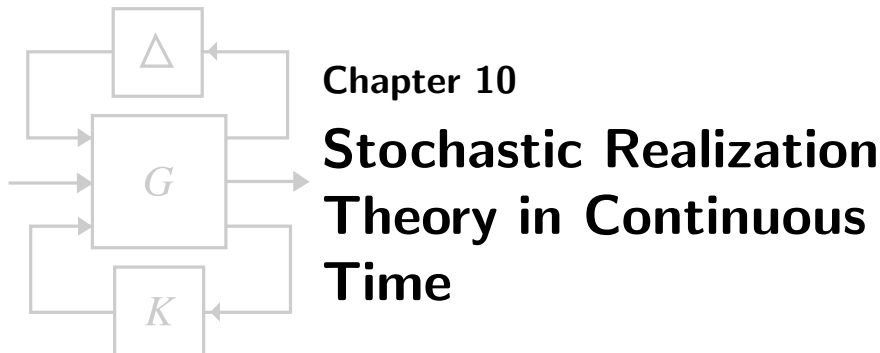 Δ
G
K
Chapter 10
Stochastic Realization
Theory in Continuous
Time